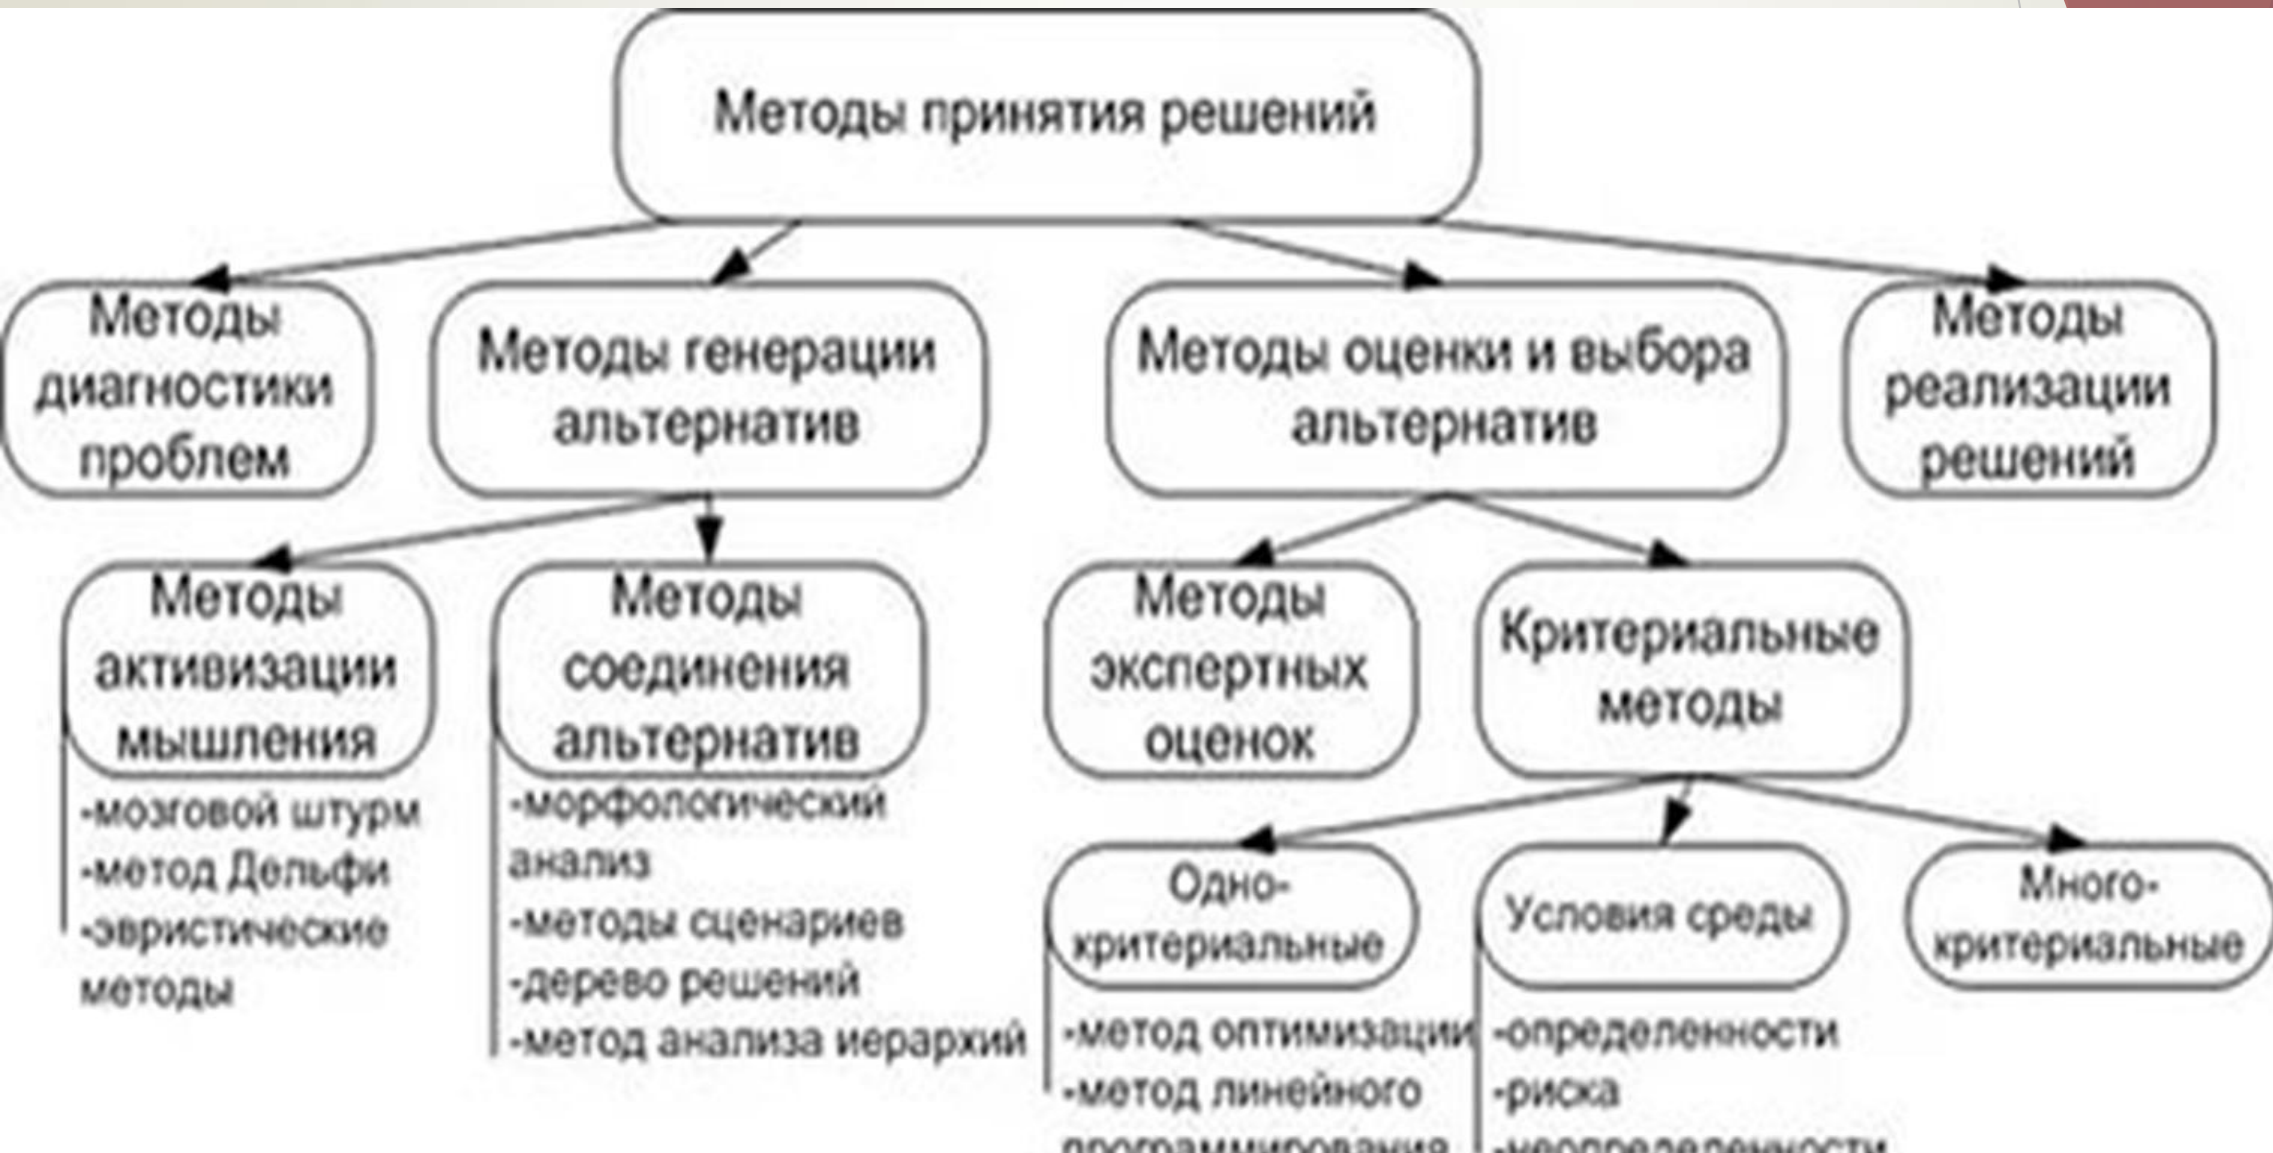 Методы принятия решений
Методы
диагностики
проблем
Методы генерации
альтернатив
Методы оценки и выбора
альтернатив
Методы
реализации
решений
Методы
активизации
мышления
-мозговой штурм
-метод Дельфи
-эвристические
методы
Методы
соединения
альтернатив
-морфологический
анализ
-методы сценариев
-дерево решений
-метод анализа иерархий
Методы
экспертных
оценок
Критериальные
методы
Одно-
критериальные
-метод оптимизации
-метод линейного
программирования
Условия среды
-определенности
-риска
-неопределенности
Много-
критериальные